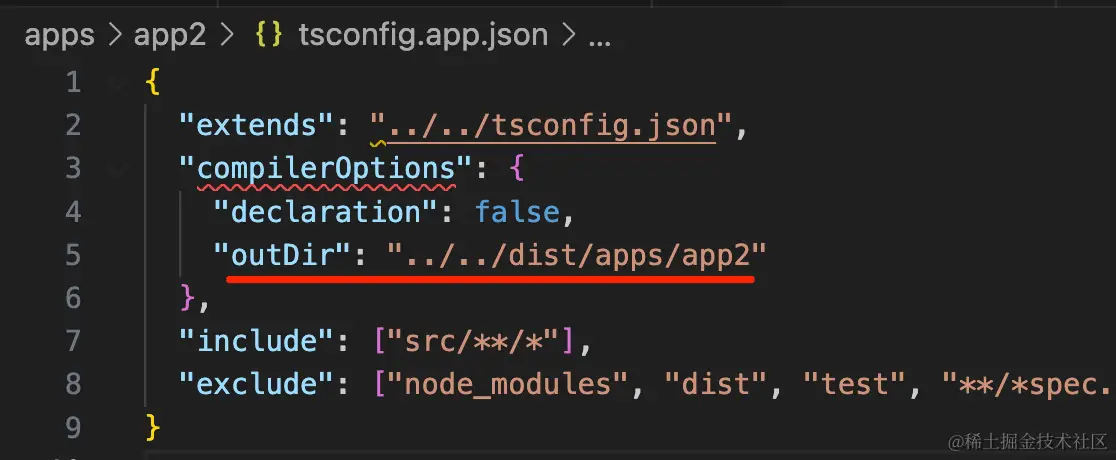 apps > app2 > {} tsconfig.app.json > ...
1 {
2 "extends": "../../tsconfig.json",
3 "compilerOptions": {
4 "declaration": false,
5 "outDir": "../../dist/apps/app2"
6 },
7 "include": ["src/**/*"],
8 "exclude": ["node_modules", "dist", "test", "**/*spec.
9 }
@稀土掘金技术社区